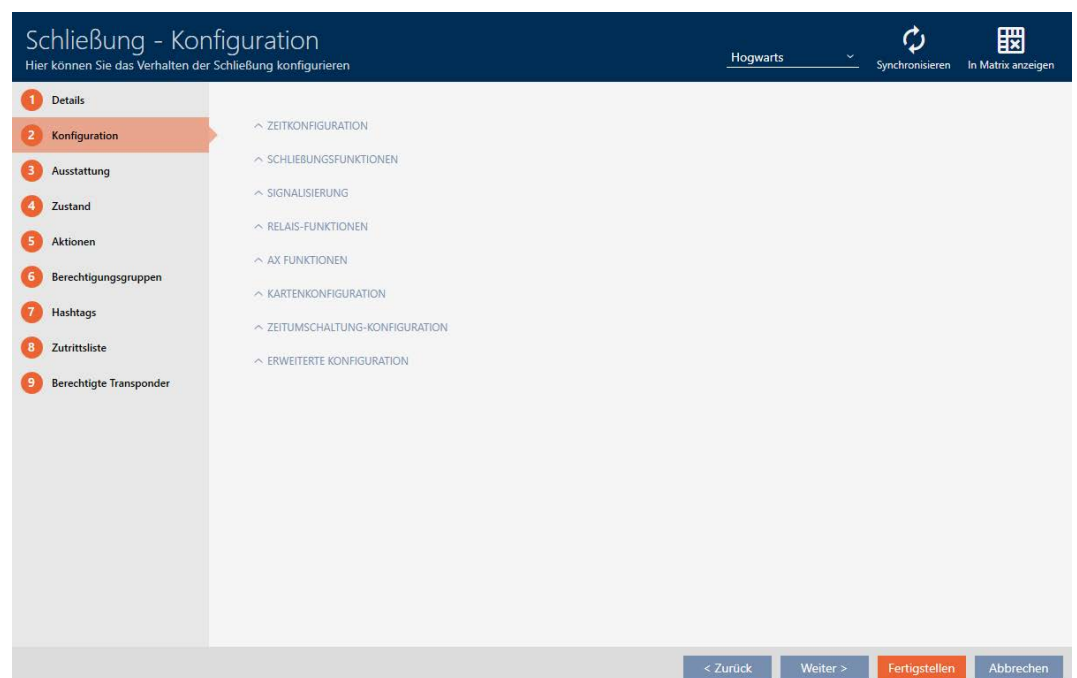 Schließung - Konfiguration
Hier können Sie das Verhalten der Schließung konfigurieren
Hogwarts
Synchronisieren
In Matrix anzeigen
1 Details
2 Konfiguration
3 Ausstattung
4 Zustand
5 Aktionen
6 Berechtigungsgruppen
7 Hashtags
8 Zutrittsliste
9 Berechtigte Transponder
ZEITKONFIGURATION
SCHLIEßUNGSFUNKTIONEN
SIGNALISIERUNG
RELAIS-FUNKTIONEN
AX FUNKTIONEN
KARTENKONFIGURATION
ZEITUMSCHALTUNG-KONFIGURATION
ERWEITERTE KONFIGURATION
< Zurück
Weiter >
Fertigstellen
Abbrechen